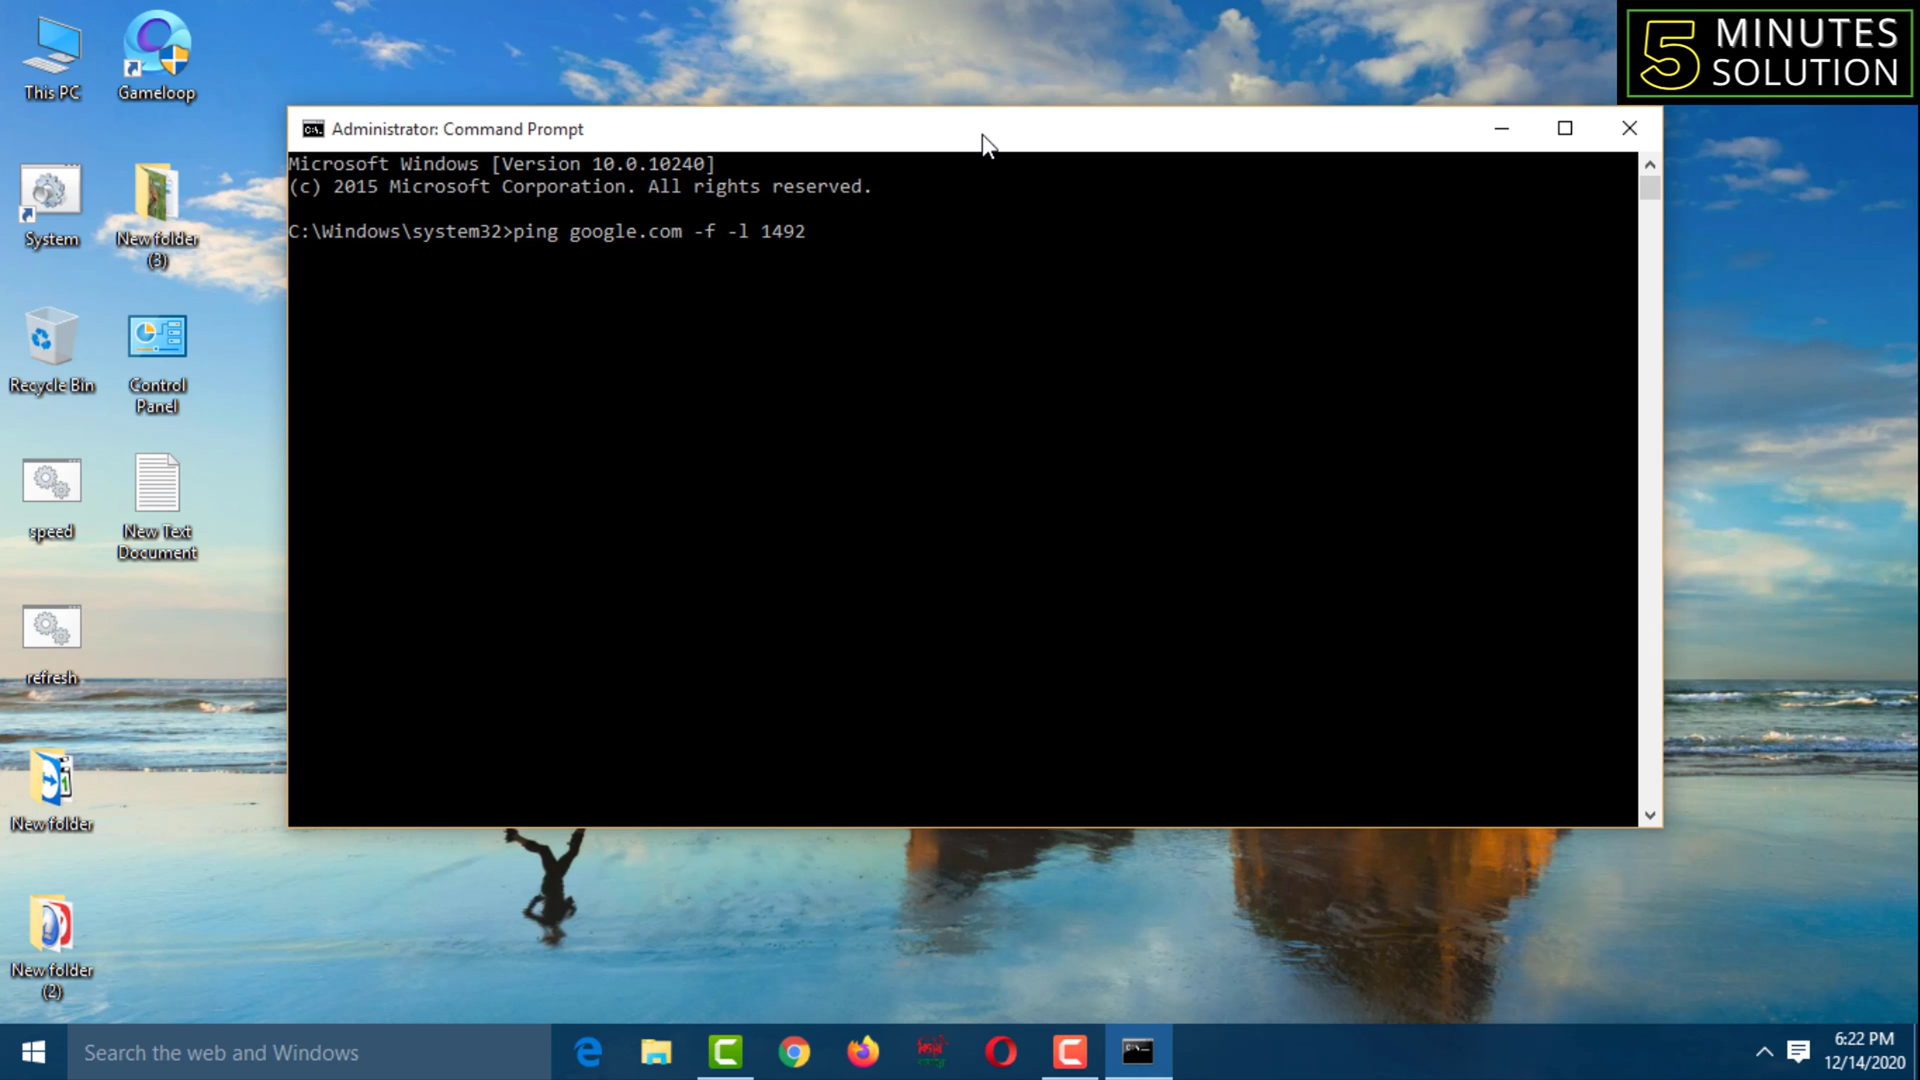 5 MINUTES
SOLUTION
This PC
Gameloop
System
New folder
(3)
Recycle Bin
Control
Panel
speed
New Text
Document
refresh
New folder
New folder
(2)
Administrator: Command Prompt
Microsoft Windows [Version 10.0.10240]
(c) 2015 Microsoft Corporation. All rights reserved.
C:\Windows\system32>ping google.com -f -l 1492
Search the web and Windows
6:22 PM
12/14/2020